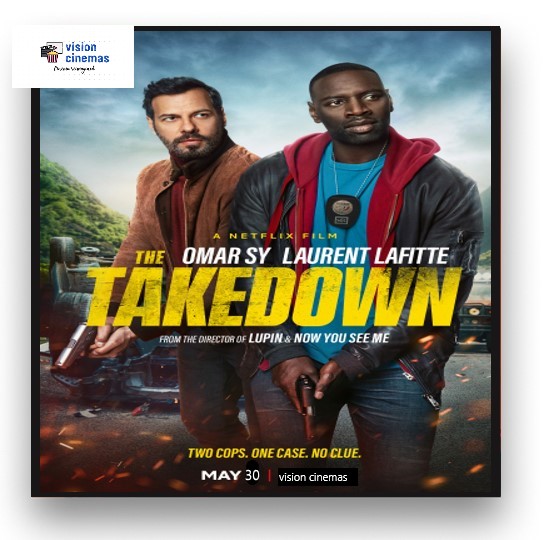 vision
cinemas
A NETFLIX FILM
OMAR SY LAURENT LAFITTE
THE
TAKEDOWN
FROM THE DIRECTOR OF LUPIN & NOW YOU SEE ME
TWO COPS. ONE CASE. NO CLUE.
MAY 30 | vision cinemas